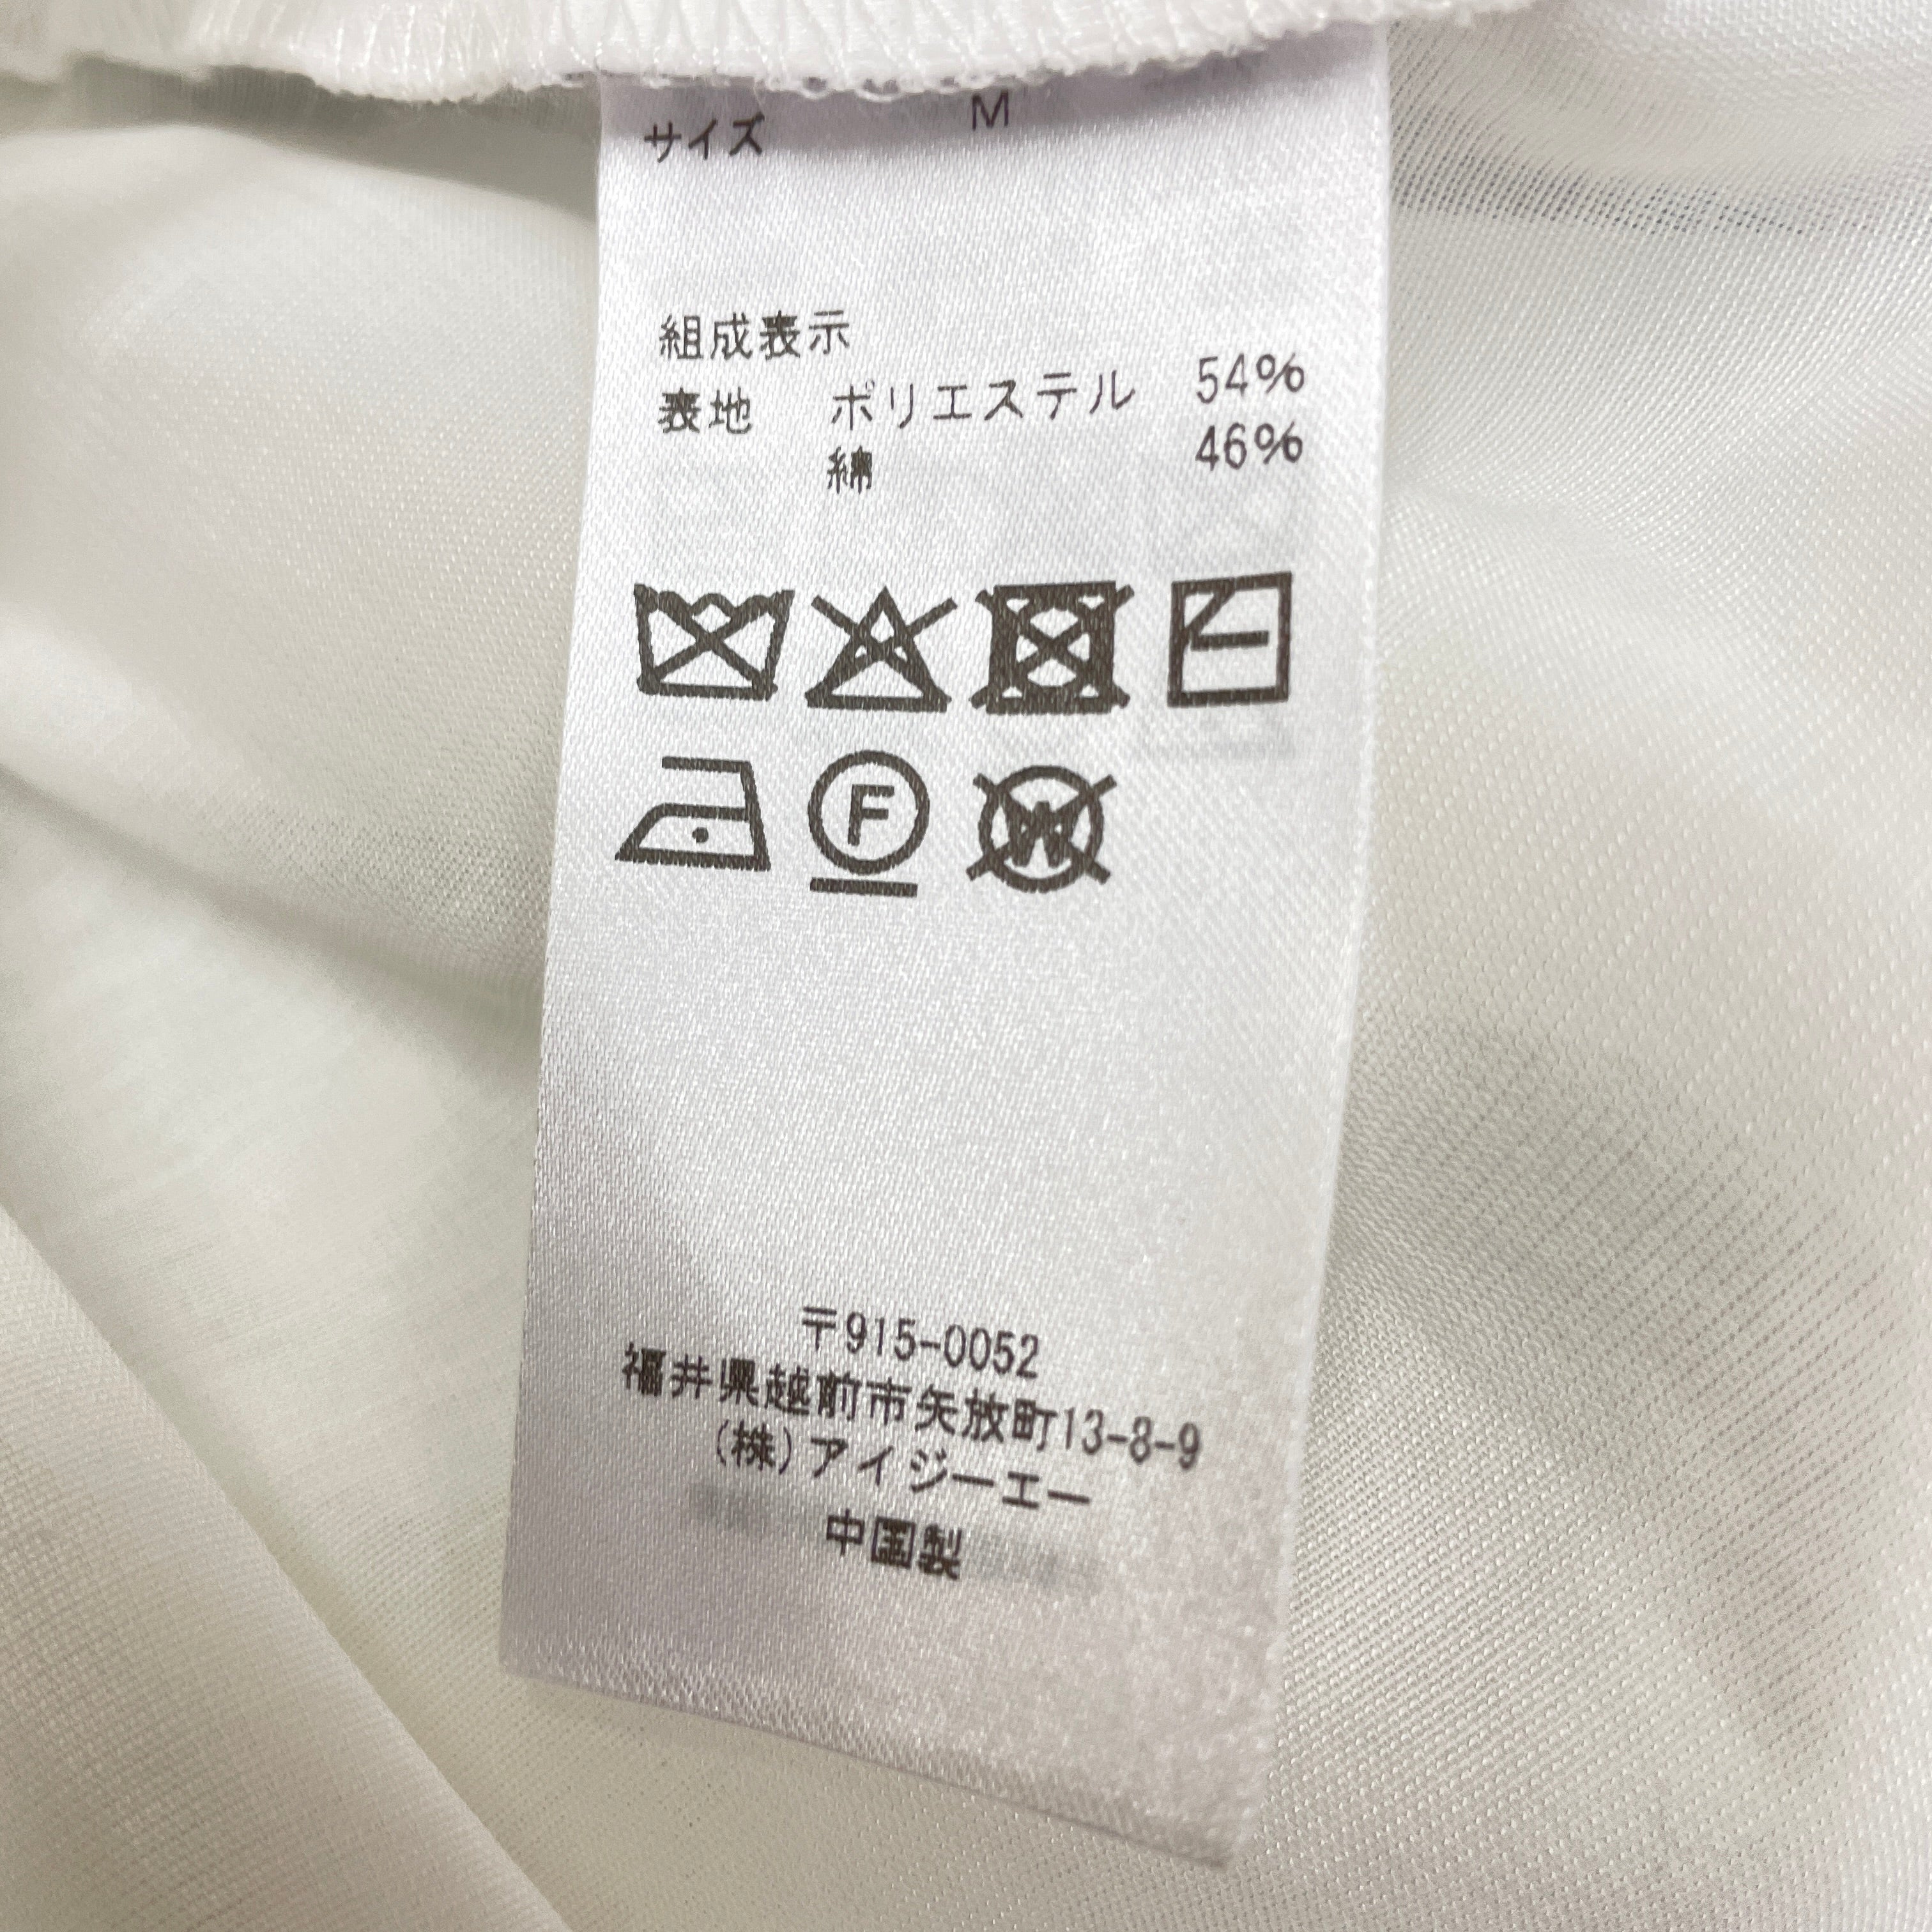 サイズ M
組成表示
表地 ポリエステル 54%
綿 46%
F
W
〒915-0052
福井県越前市矢放町13-8-9
(株)アイジーエー
中国製